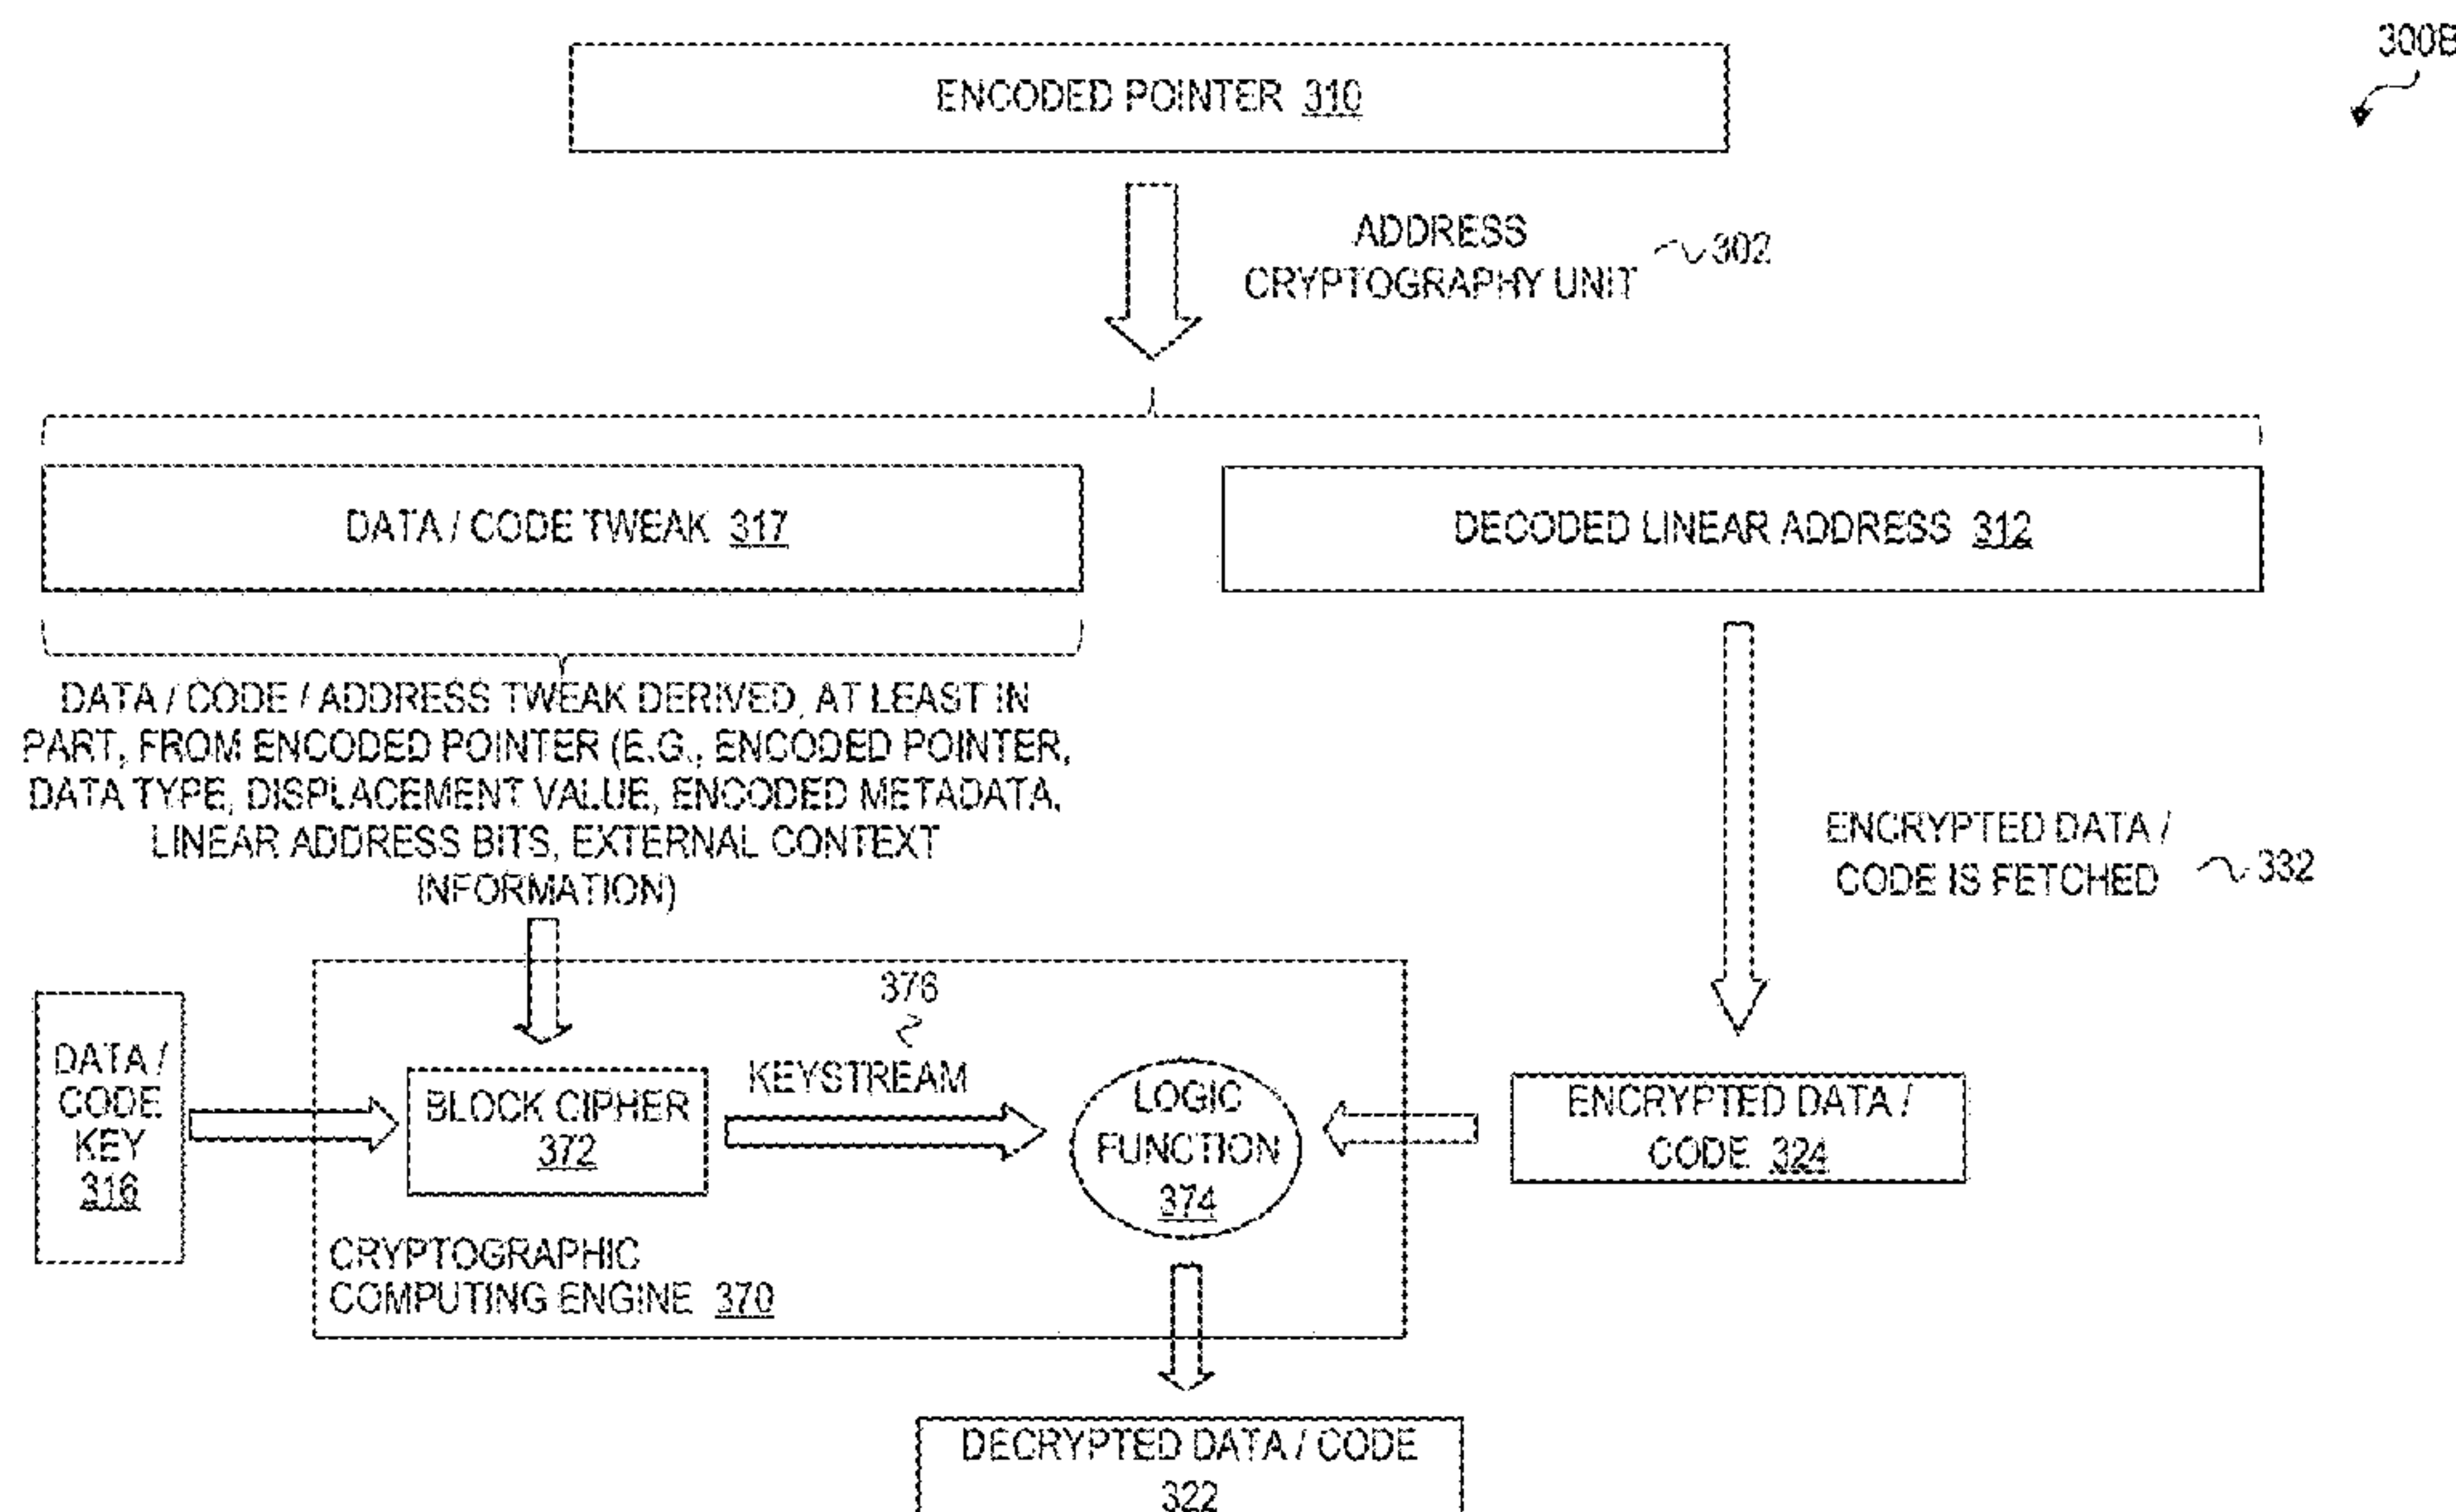 300B
ENCODED POINTER 310
ADDRESS
CRYPTOGRAPHY UNIT
302
DATA / CODE TWEAK 317
DECODED LINEAR ADDRESS 312
DATA / CODE / ADDRESS TWEAK DERIVED, AT LEAST IN
PART, FROM ENCODED POINTER (E.G., ENCODED POINTER,
DATA TYPE, DISPLACEMENT VALUE, ENCODED METADATA,
LINEAR ADDRESS BITS, EXTERNAL CONTEXT
INFORMATION)
ENCRYPTED DATA /
CODE IS FETCHED
332
DATA /
CODE
KEY
316
BLOCK CIPHER
372
376
KEYSTREAM
LOGIC
FUNCTION
374
ENCRYPTED DATA /
CODE 324
CRYPTOGRAPHIC
COMPUTING ENGINE 370
DECRYPTED DATA / CODE
322